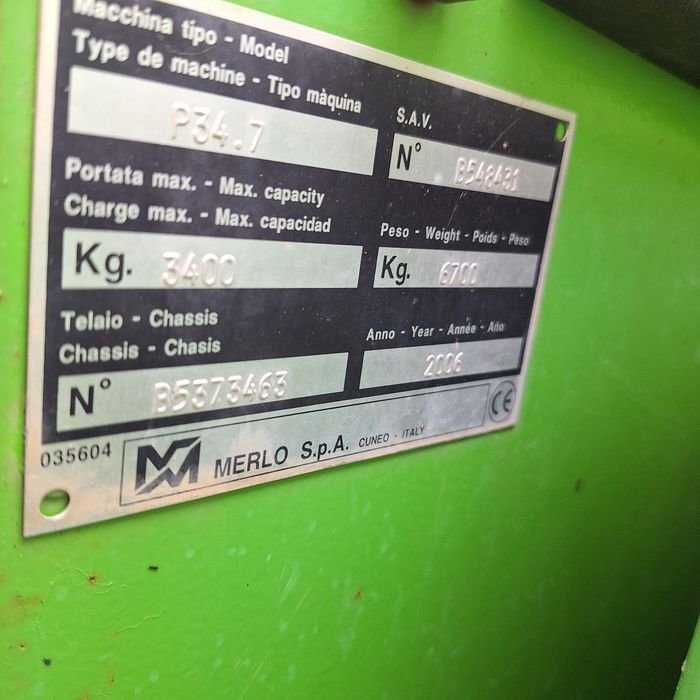 Macchina tipo - Model
Type de machine - Tipo màquina
P34.7
S.A.V.
N° B548431
Portata max. - Max. capacity
Charge max. - Max. capacidad
Kg. 3400
Peso - Weight - Poids - Peso
Kg. 6700
Telaio - Chassis
Chassis - Chasis
N° B5373463
Anno - Year - Année - Año
2006
035604
MERLO S.p.A. CUNEO - ITALY
CE